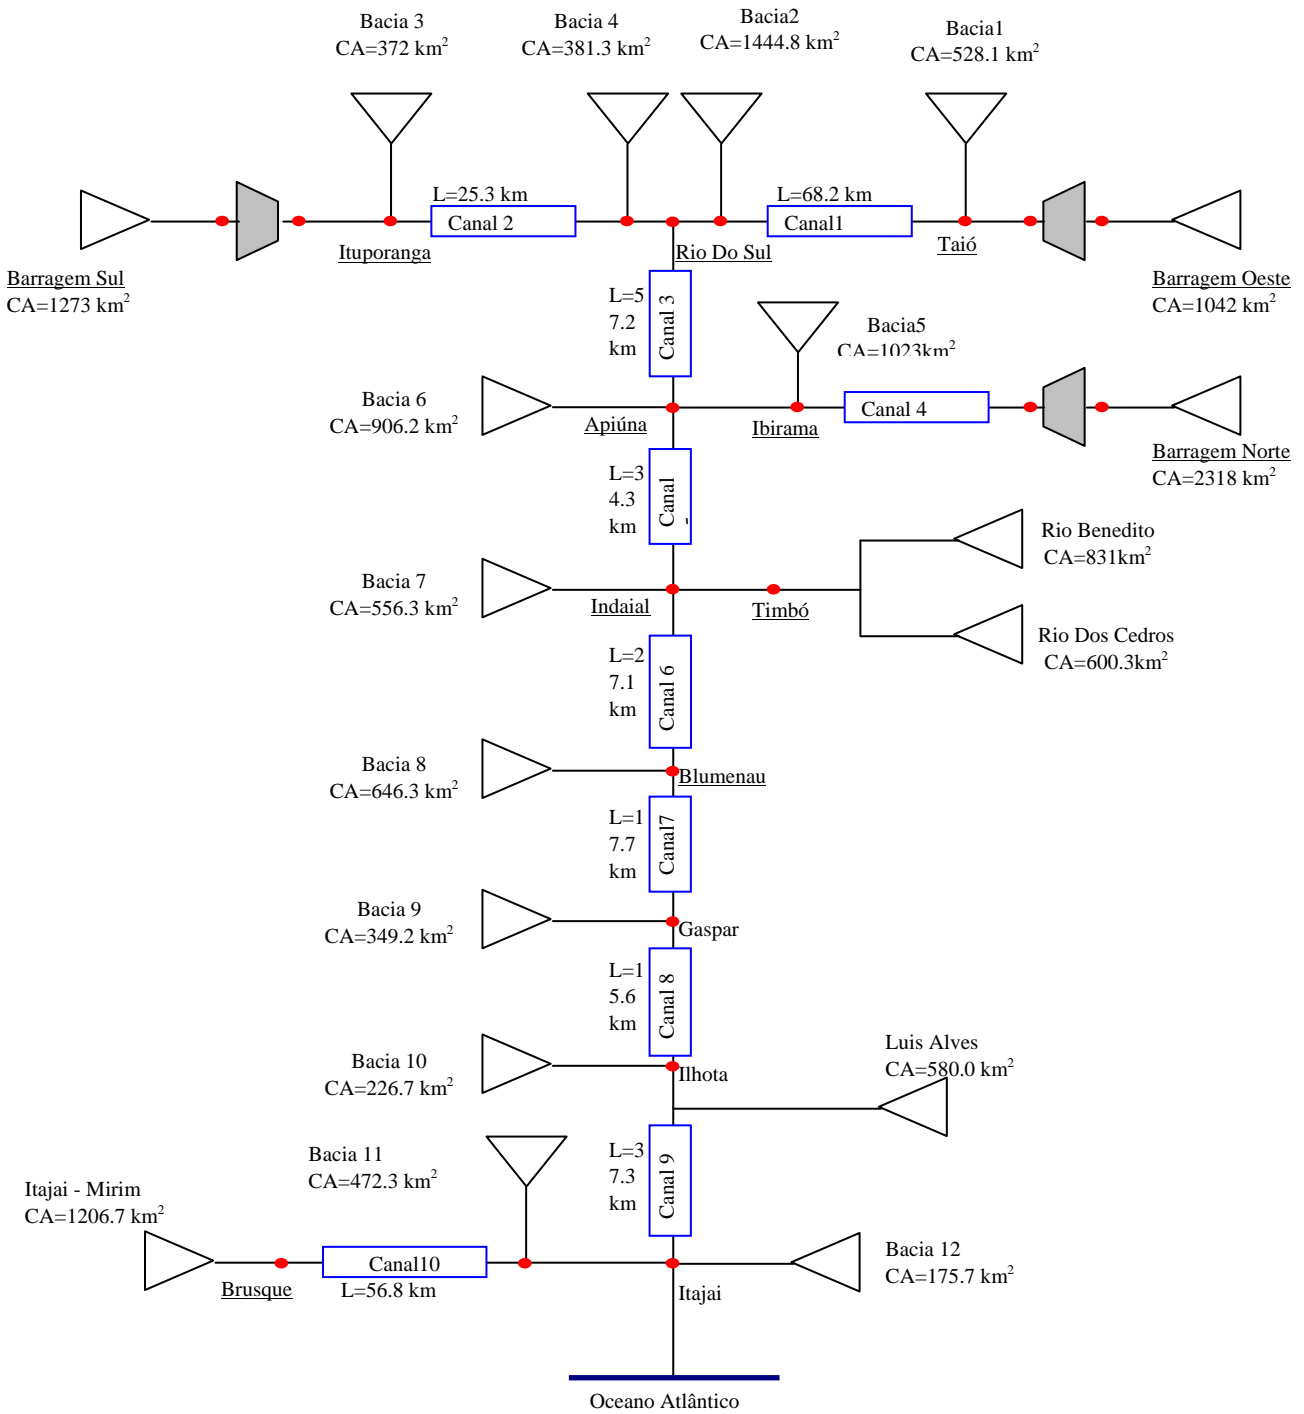 Bacia 3
CA=372 km²
Bacia 4
CA=381.3 km²
Bacia2
CA=1444.8 km²
Bacia1
CA=528.1 km²
L=25.3 km
Canal 2
L=68.2 km
Canal1
Ituporanga
Rio Do Sul
Taió
Barragem Sul
CA=1273 km²
Barragem Oeste
CA=1042 km²
L=5
7.2
km
Canal 3
Bacia5
CA=1023km²
Bacia 6
CA=906.2 km²
Canal 4
Apiúna
Ibirama
Barragem Norte
CA=2318 km²
L=3
4.3
km
Canal
Rio Benedito
CA=831km²
Bacia 7
CA=556.3 km²
Indaial
Timbó
Rio Dos Cedros
CA=600.3km²
L=2
7.1
km
Canal 6
Bacia 8
CA=646.3 km²
Blumenau
L=1
7.7
km
Canal7
Bacia 9
CA=349.2 km²
Gaspar
L=1
5.6
km
Canal 8
Bacia 10
CA=226.7 km²
Ilhota
Luis Alves
CA=580.0 km²
Bacia 11
CA=472.3 km²
L=3
7.3
km
Canal 9
Itajai - Mirim
CA=1206.7 km²
Canal10
L=56.8 km
Brusque
Bacia 12
CA=175.7 km²
Itajai
Oceano Atlântico